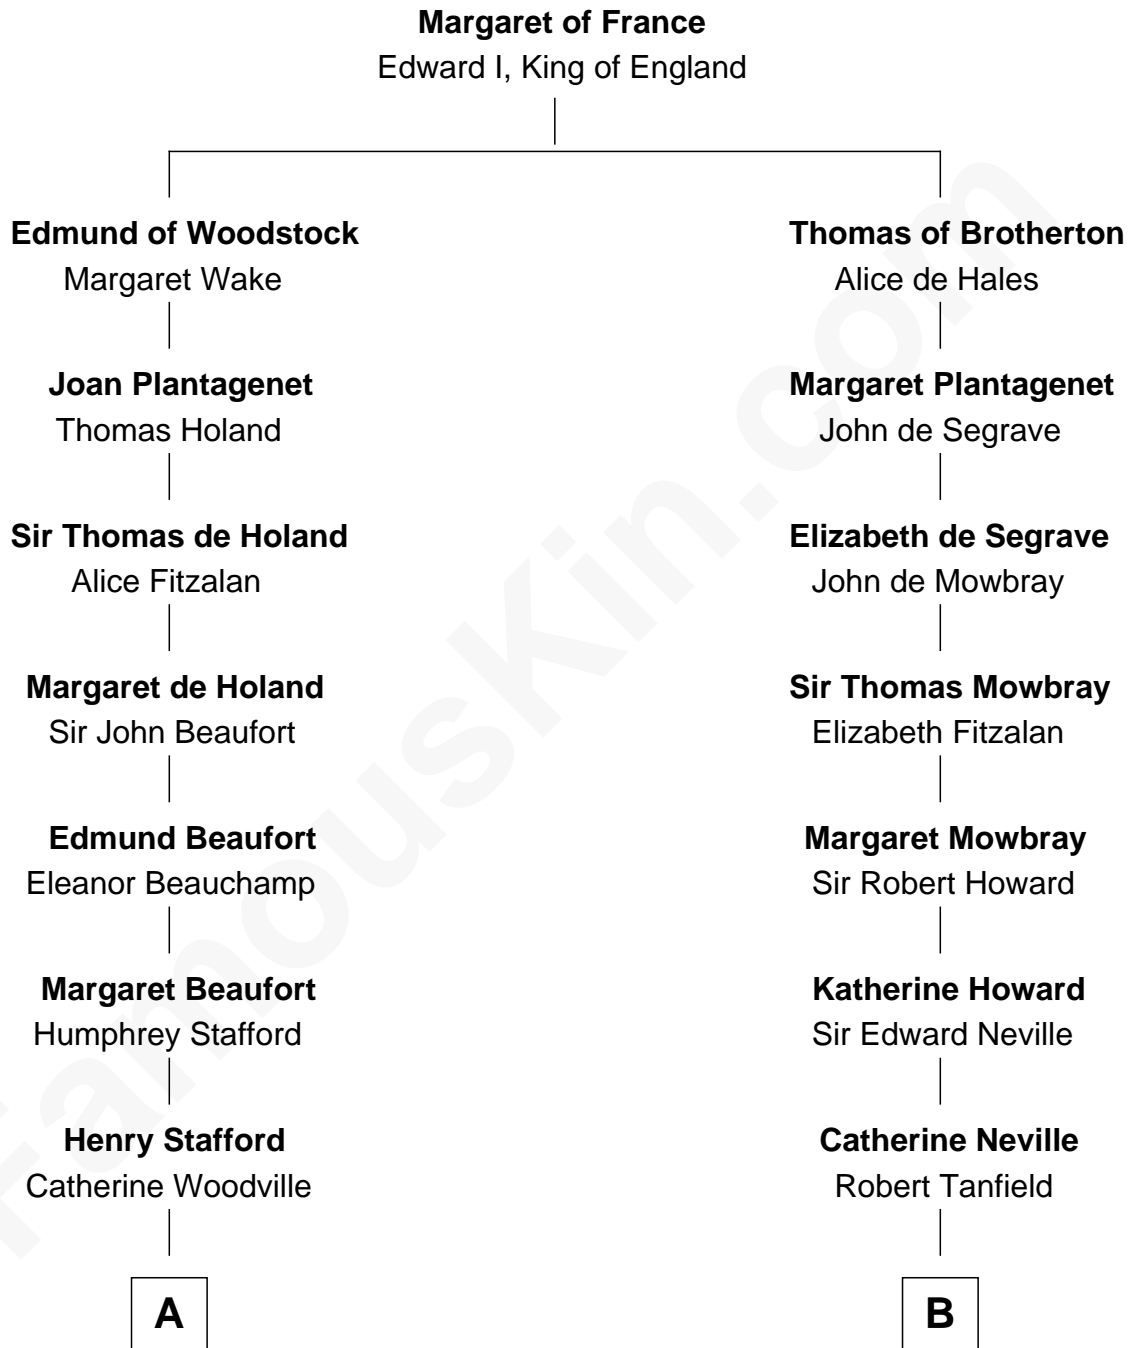 Margaret of France
Edward I, King of England
Edmund of Woodstock
Margaret Wake
Thomas of Brotherton
Alice de Hales
Joan Plantagenet
Thomas Holand
Margaret Plantagenet
John de Segrave
Sir Thomas de Holand
Alice Fitzalan
Elizabeth de Segrave
John de Mowbray
Margaret de Holand
Sir John Beaufort
Sir Thomas Mowbray
Elizabeth Fitzalan
Edmund Beaufort
Eleanor Beauchamp
Margaret Mowbray
Sir Robert Howard
Margaret Beaufort
Humphrey Stafford
Katherine Howard
Sir Edward Neville
Henry Stafford
Catherine Woodville
Catherine Neville
Robert Tanfield
A
B
FamousKin.com